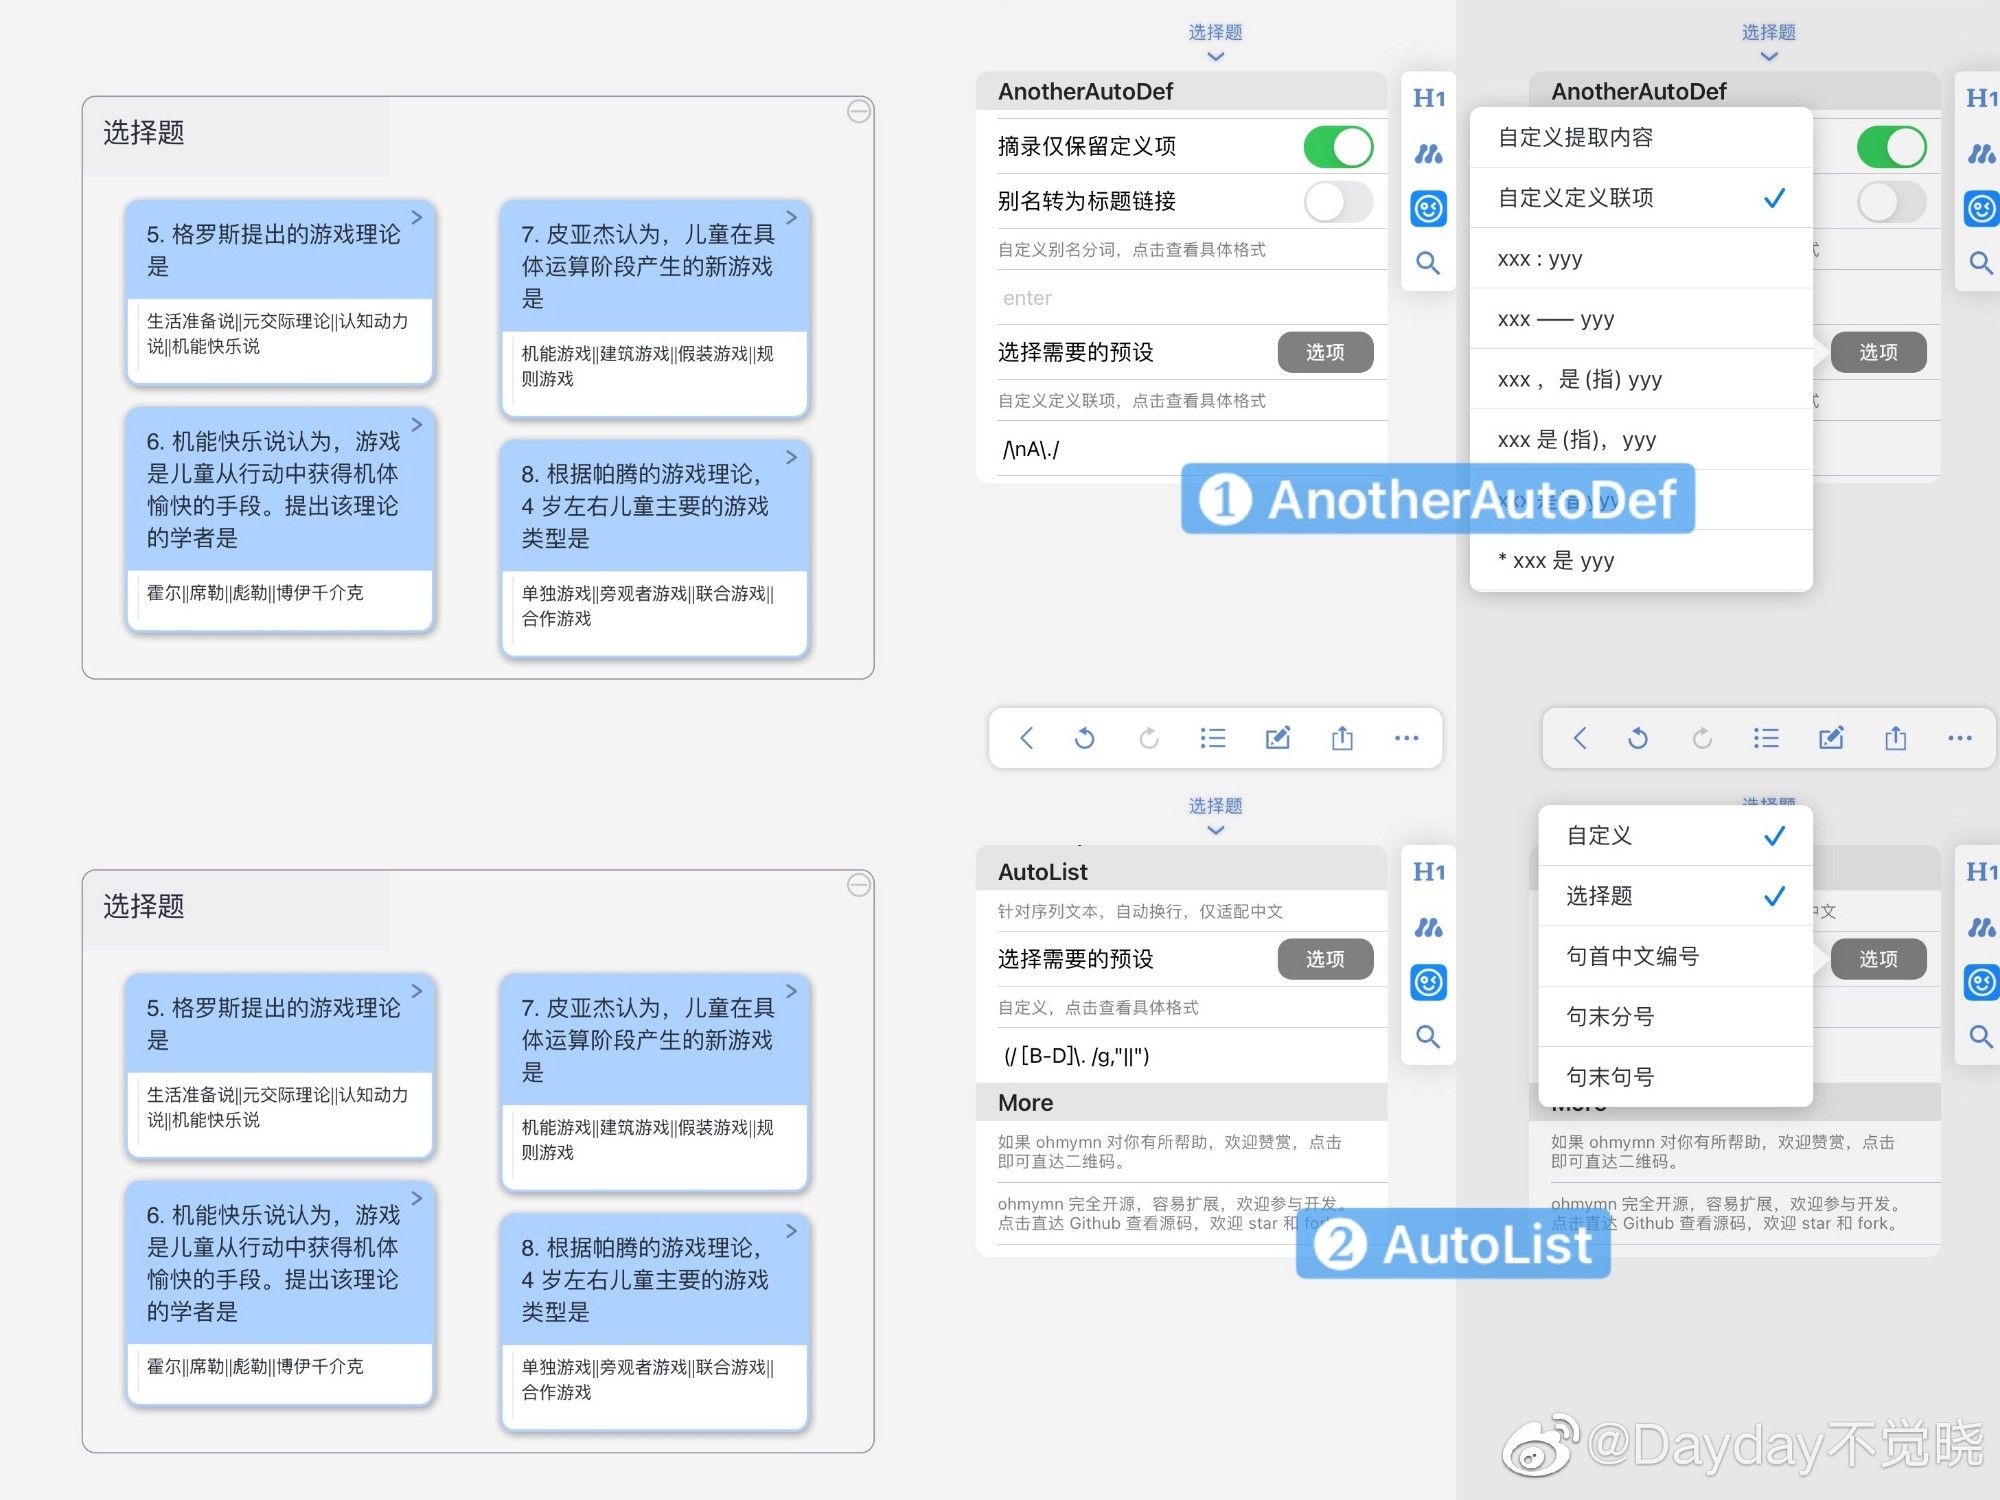 选择题
5. 格罗斯提出的游戏理论
是
生活准备说||元交际理论||认知动力
说||机能快乐说
6. 机能快乐说认为，游戏
是儿童从行动中获得机体
愉快的手段。提出该理论
的学者是
霍尔||席勒||彪勒||博伊千介克
7. 皮亚杰认为，儿童在具
体运算阶段产生的新游戏
是
机能游戏||建筑游戏||假装游戏||规
则游戏
8. 根据帕腾的游戏理论，
4 岁左右儿童主要的游戏
类型是
单独游戏||旁观者游戏||联合游戏||
合作游戏
选择题
AnotherAutoDef
摘录仅保留定义项
别名转为标题链接
自定义别名分词，点击查看具体格式
enter
选择需要的预设
选项
自定义定义联项，点击查看具体格式
/\nA\./
H1
选择题
AnotherAutoDef
自定义提取内容
自定义定义联项
xxx : yyy
xxx —— yyy
xxx ，是 (指) yyy
xxx 是 (指)，yyy
xxx 是指 yyy
* xxx 是 yyy
式
选项
式
H1
❶ AnotherAutoDef
选择题
5. 格罗斯提出的游戏理论
是
生活准备说||元交际理论||认知动力
说||机能快乐说
6. 机能快乐说认为，游戏
是儿童从行动中获得机体
愉快的手段。提出该理论
的学者是
霍尔||席勒||彪勒||博伊千介克
7. 皮亚杰认为，儿童在具
体运算阶段产生的新游戏
是
机能游戏||建筑游戏||假装游戏||规
则游戏
8. 根据帕腾的游戏理论，
4 岁左右儿童主要的游戏
类型是
单独游戏||旁观者游戏||联合游戏||
合作游戏
选择题
AutoList
针对序列文本，自动换行，仅适配中文
选择需要的预设
选项
自定义，点击查看具体格式
(/ [B-D]\. /g,"||")
More
如果 ohmymn 对你有所帮助，欢迎赞赏，点击
即可直达二维码。
ohmymn 完全开源，容易扩展，欢迎参与开发。
点击直达 Github 查看源码，欢迎 star 和 fork
H1
选择题
自定义
选择题
句首中文编号
句末分号
句末句号
中文
选项
More
如果 ohmymn 对你有所帮助，欢迎赞赏，点击
即可直达二维码。
ohmymn 完全开源，容易扩展，欢迎参与开发。
点击直达 Github 查看源码，欢迎 star 和 fork。
H1
❷ AutoList
@Dayday不觉晓